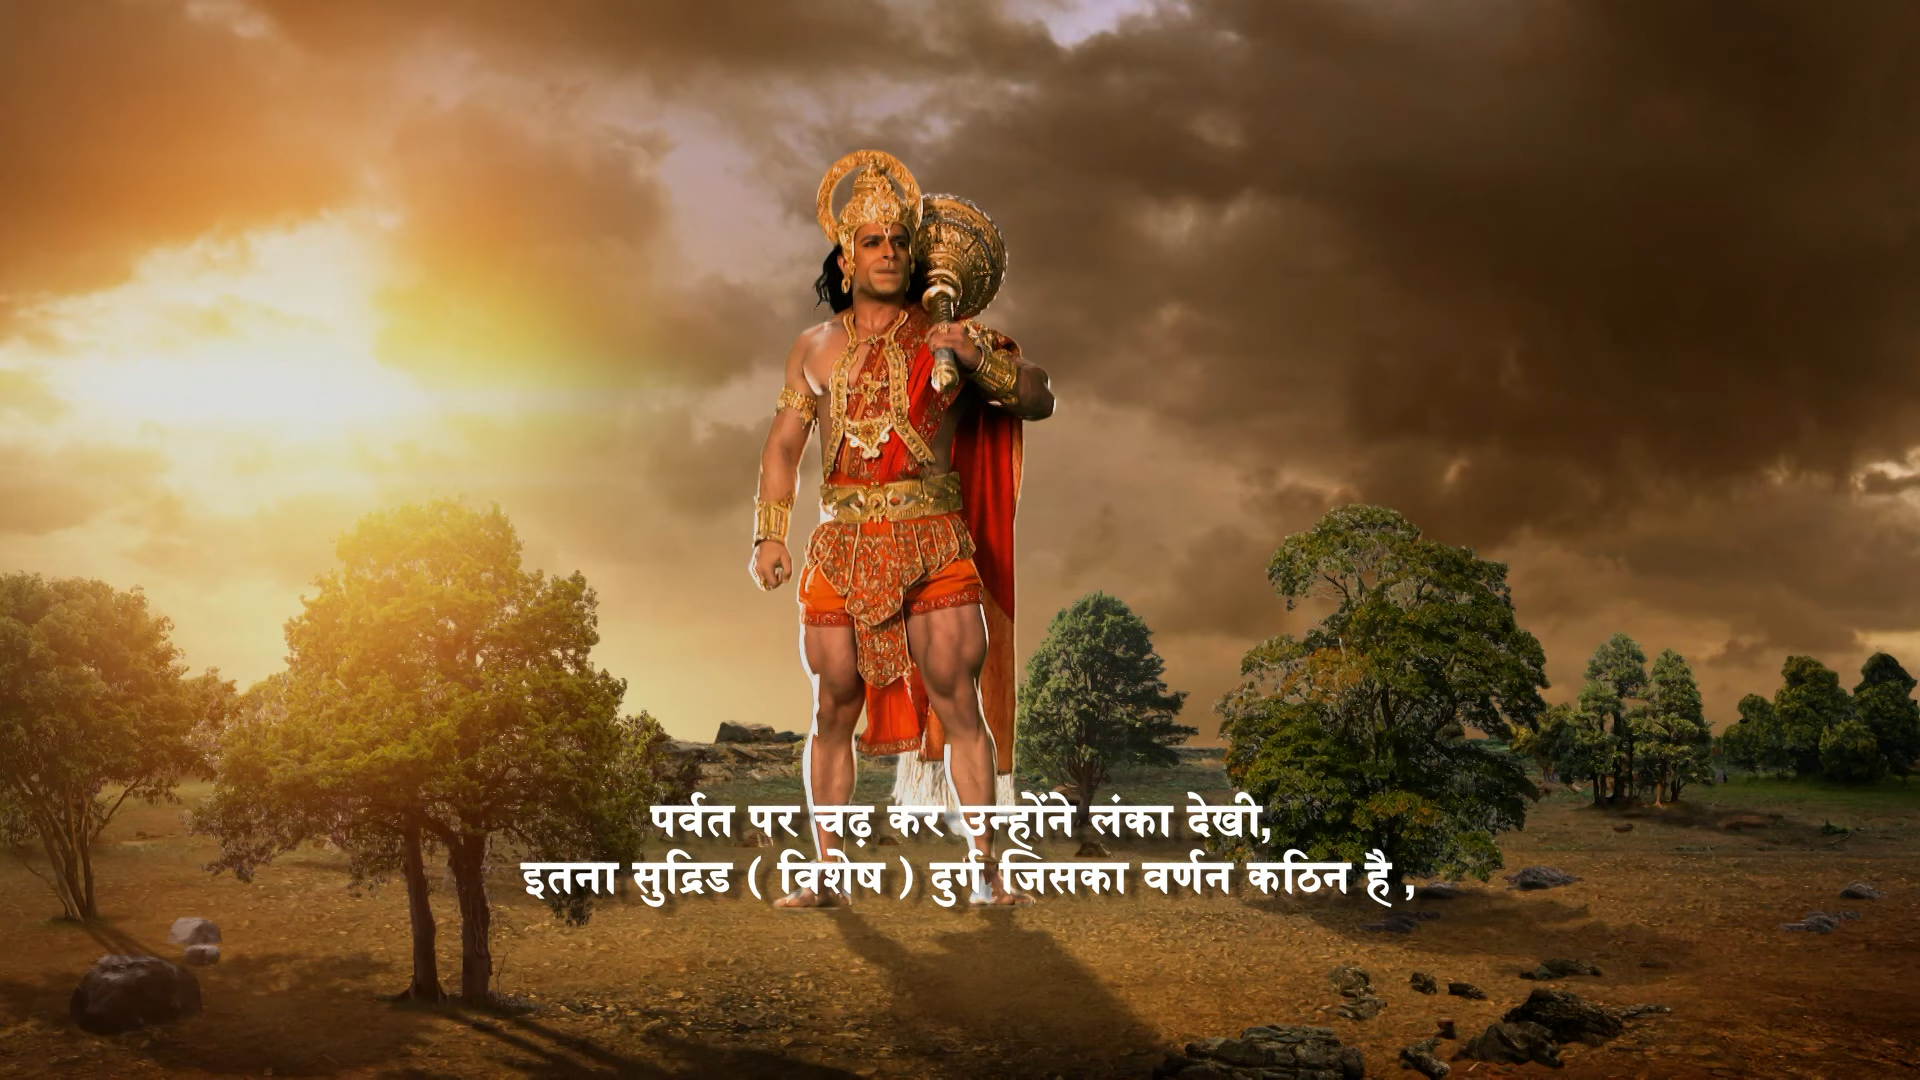 पर्वत पर चढ़ कर उन्होंने लंका देखी,
इतना सुद्रिड ( विशेष ) दुर्ग जिसका वर्णन कठिन है ,